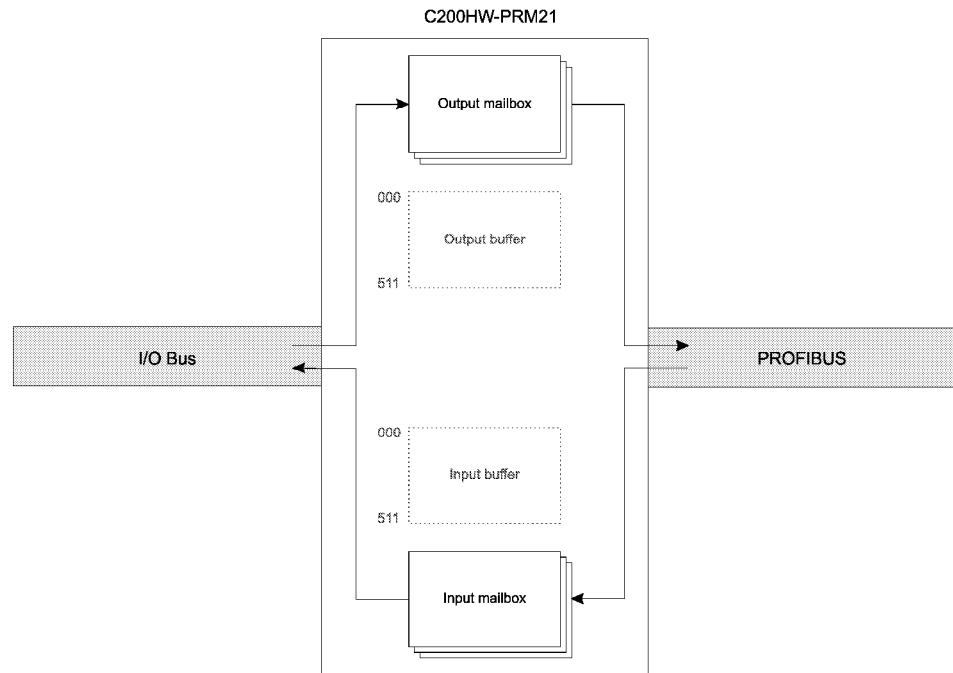 C200HW-PRM21
Output mailbox
000
Output buffer
511
I/O Bus
PROFIBUS
000
Input buffer
511
Input mailbox